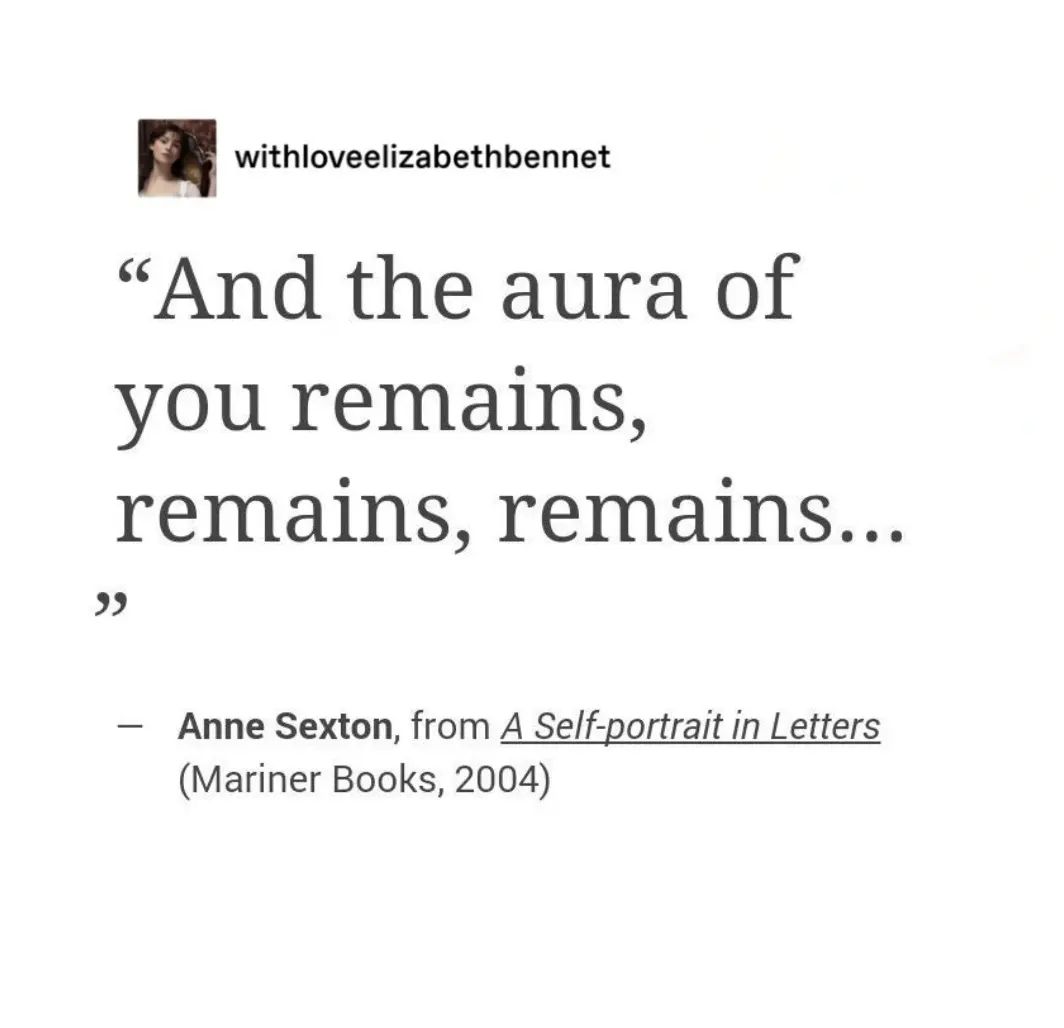 withloveelizabethbennet
“And the aura of
you remains,
remains, remains...
”
— Anne Sexton, from A Self-portrait in Letters
(Mariner Books, 2004)